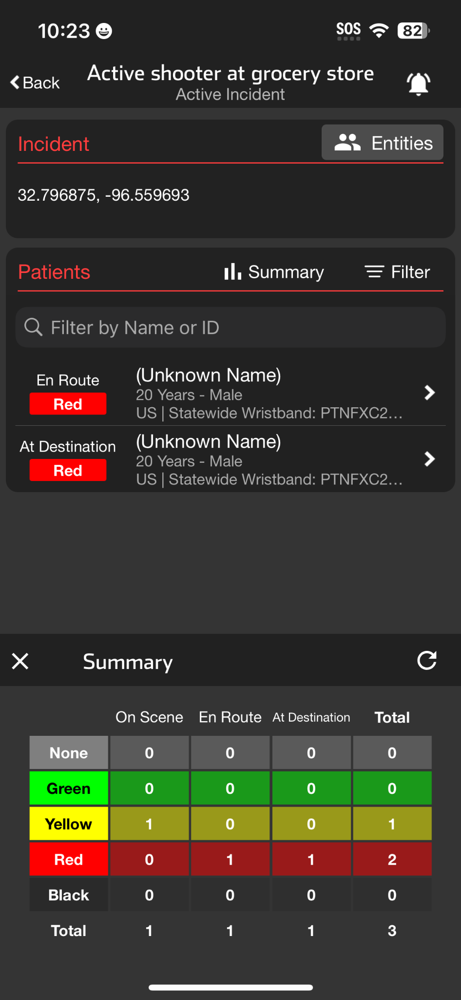 10:23
SOS
82
Back
Active shooter at grocery store
Active Incident
Incident
Entities
32.796875, -96.559693
Patients
Summary
Filter
Filter by Name or ID
En Route
Red
(Unknown Name)
20 Years - Male
US | Statewide Wristband: PTNFXC2...
At Destination
Red
(Unknown Name)
20 Years - Male
US | Statewide Wristband: PTNFXC2...
Summary
On Scene En Route At Destination Total
None 0 0 0 0
Green 0 0 0 0
Yellow 1 0 0 1
Red 0 1 1 2
Black 0 0 0 0
Total 1 1 1 3